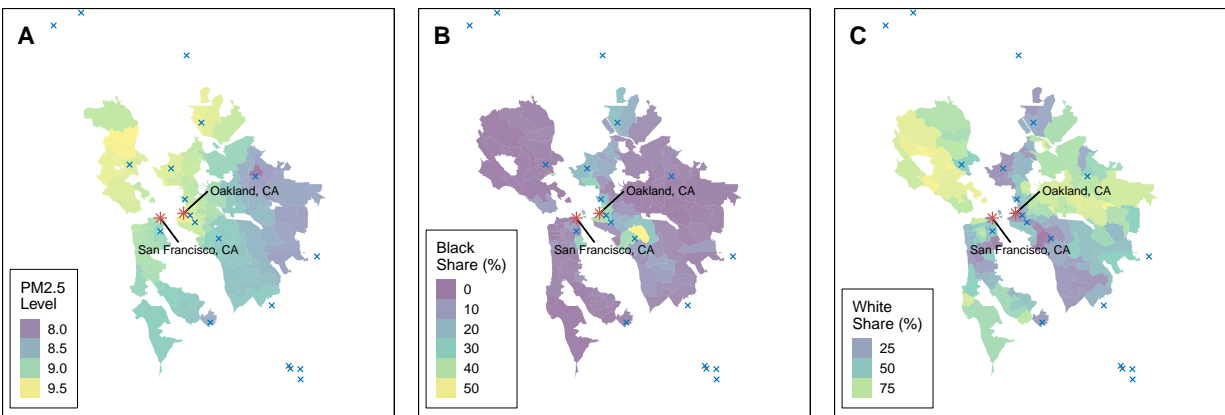 A
Oakland, CA
San Francisco, CA
PM2.5
Level
8.0
8.5
9.0
9.5
B
Oakland, CA
San Francisco, CA
Black
Share (%)
0
10
20
30
40
50
C
Oakland, CA
San Francisco, CA
White
Share (%)
25
50
75